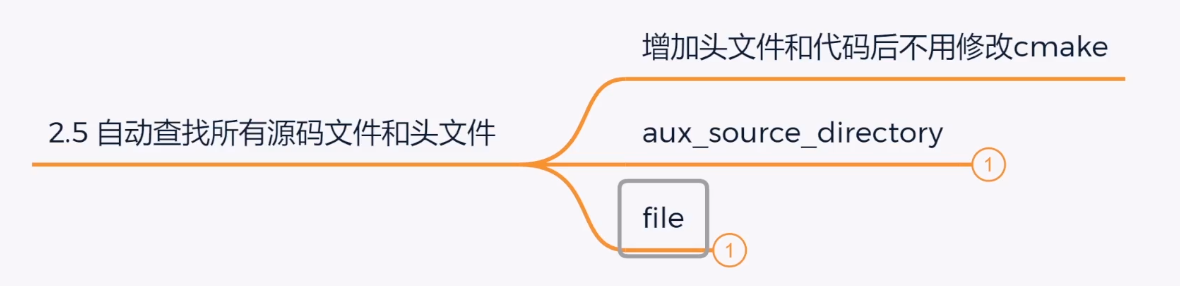 增加头文件和代码后不用修改cmake
2.5 自动查找所有源码文件和头文件
aux_source_directory
1
file
1